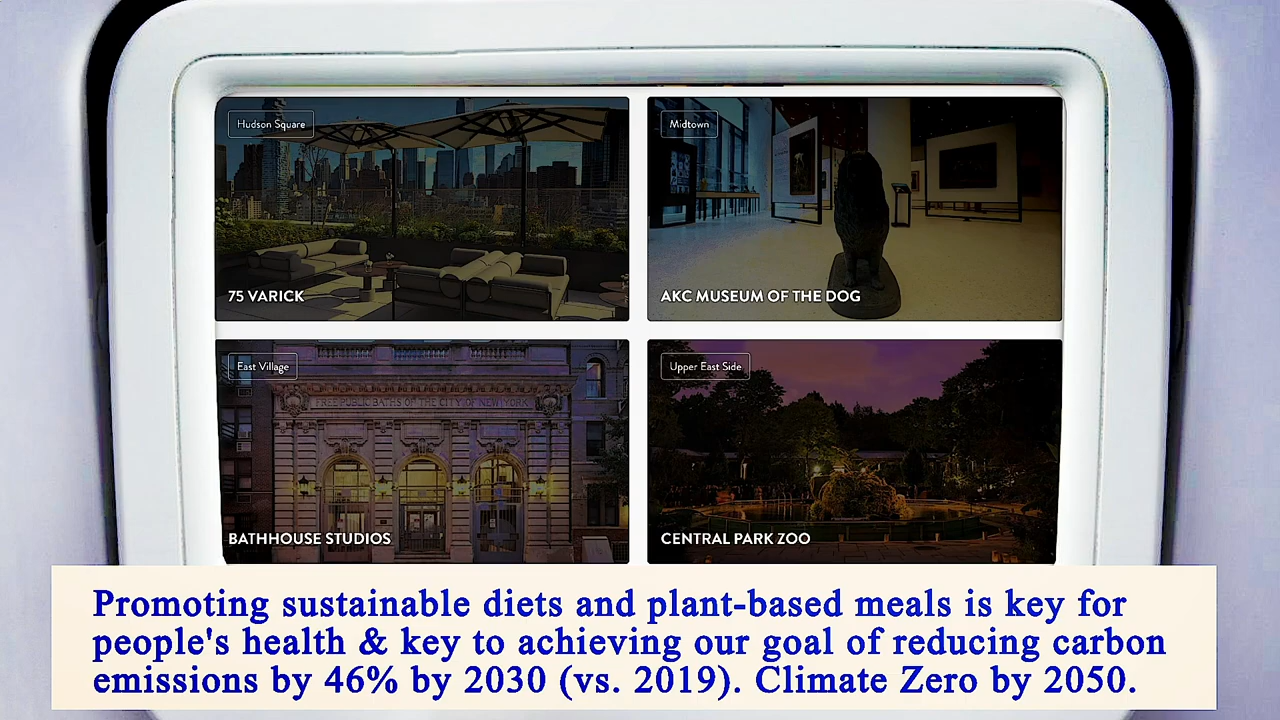 Hudson Square
75 VARICK
Midtown
AKC MUSEUM OF THE DOG
East Village
FREE PUBLIC BATHS OF THE CITY OF NEW YORK
BATHHOUSE STUDIOS
Upper East Side
CENTRAL PARK ZOO
Promoting sustainable diets and plant-based meals is key for
people's health & key to achieving our goal of reducing carbon
emissions by 46% by 2030 (vs. 2019). Climate Zero by 2050.